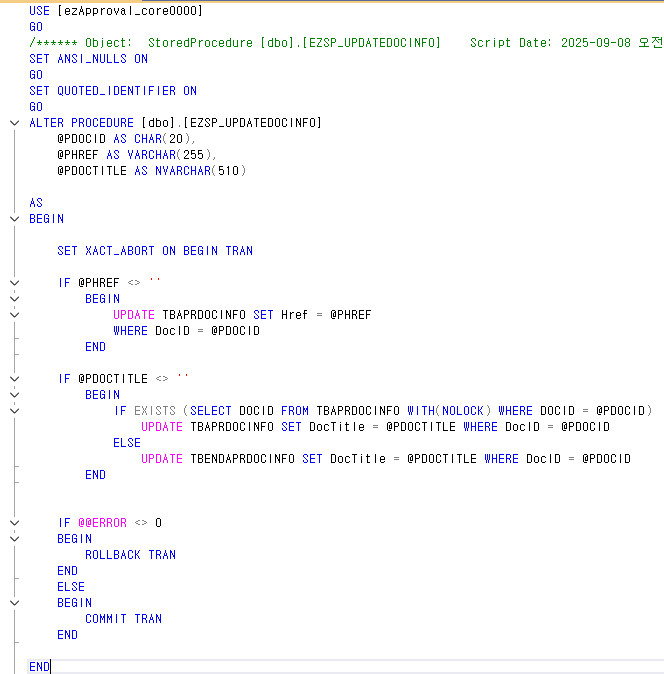 USE [ezApproval_core0000]
GO
/****** Object:  StoredProcedure [dbo].[EZSP_UPDATEDOCINFO]    Script Date: 2025-09-08 오전
SET ANSI_NULLS ON
GO
SET QUOTED_IDENTIFIER ON
GO
ALTER PROCEDURE [dbo].[EZSP_UPDATEDOCINFO]
    @PDOCID AS CHAR(20),
    @PHREF AS VARCHAR(255),
    @PDOCTITLE AS NVARCHAR(510)
AS
BEGIN
    SET XACT_ABORT ON BEGIN TRAN
    IF @PHREF <> ''
        BEGIN
            UPDATE TBAPRDOCINFO SET Href = @PHREF
            WHERE DocID = @PDOCID
        END
    IF @PDOCTITLE <> ''
        BEGIN
            IF EXISTS (SELECT DOCID FROM TBAPRDOCINFO WITH(NOLOCK) WHERE DOCID = @PDOCID)
                UPDATE TBAPRDOCINFO SET DocTitle = @PDOCTITLE WHERE DocID = @PDOCID
            ELSE
                UPDATE TBENDAPRDOCINFO SET DocTitle = @PDOCTITLE WHERE DocID = @PDOCID
        END
    IF @@ERROR <> 0
    BEGIN
        ROLLBACK TRAN
    END
    ELSE
    BEGIN
        COMMIT TRAN
    END
END